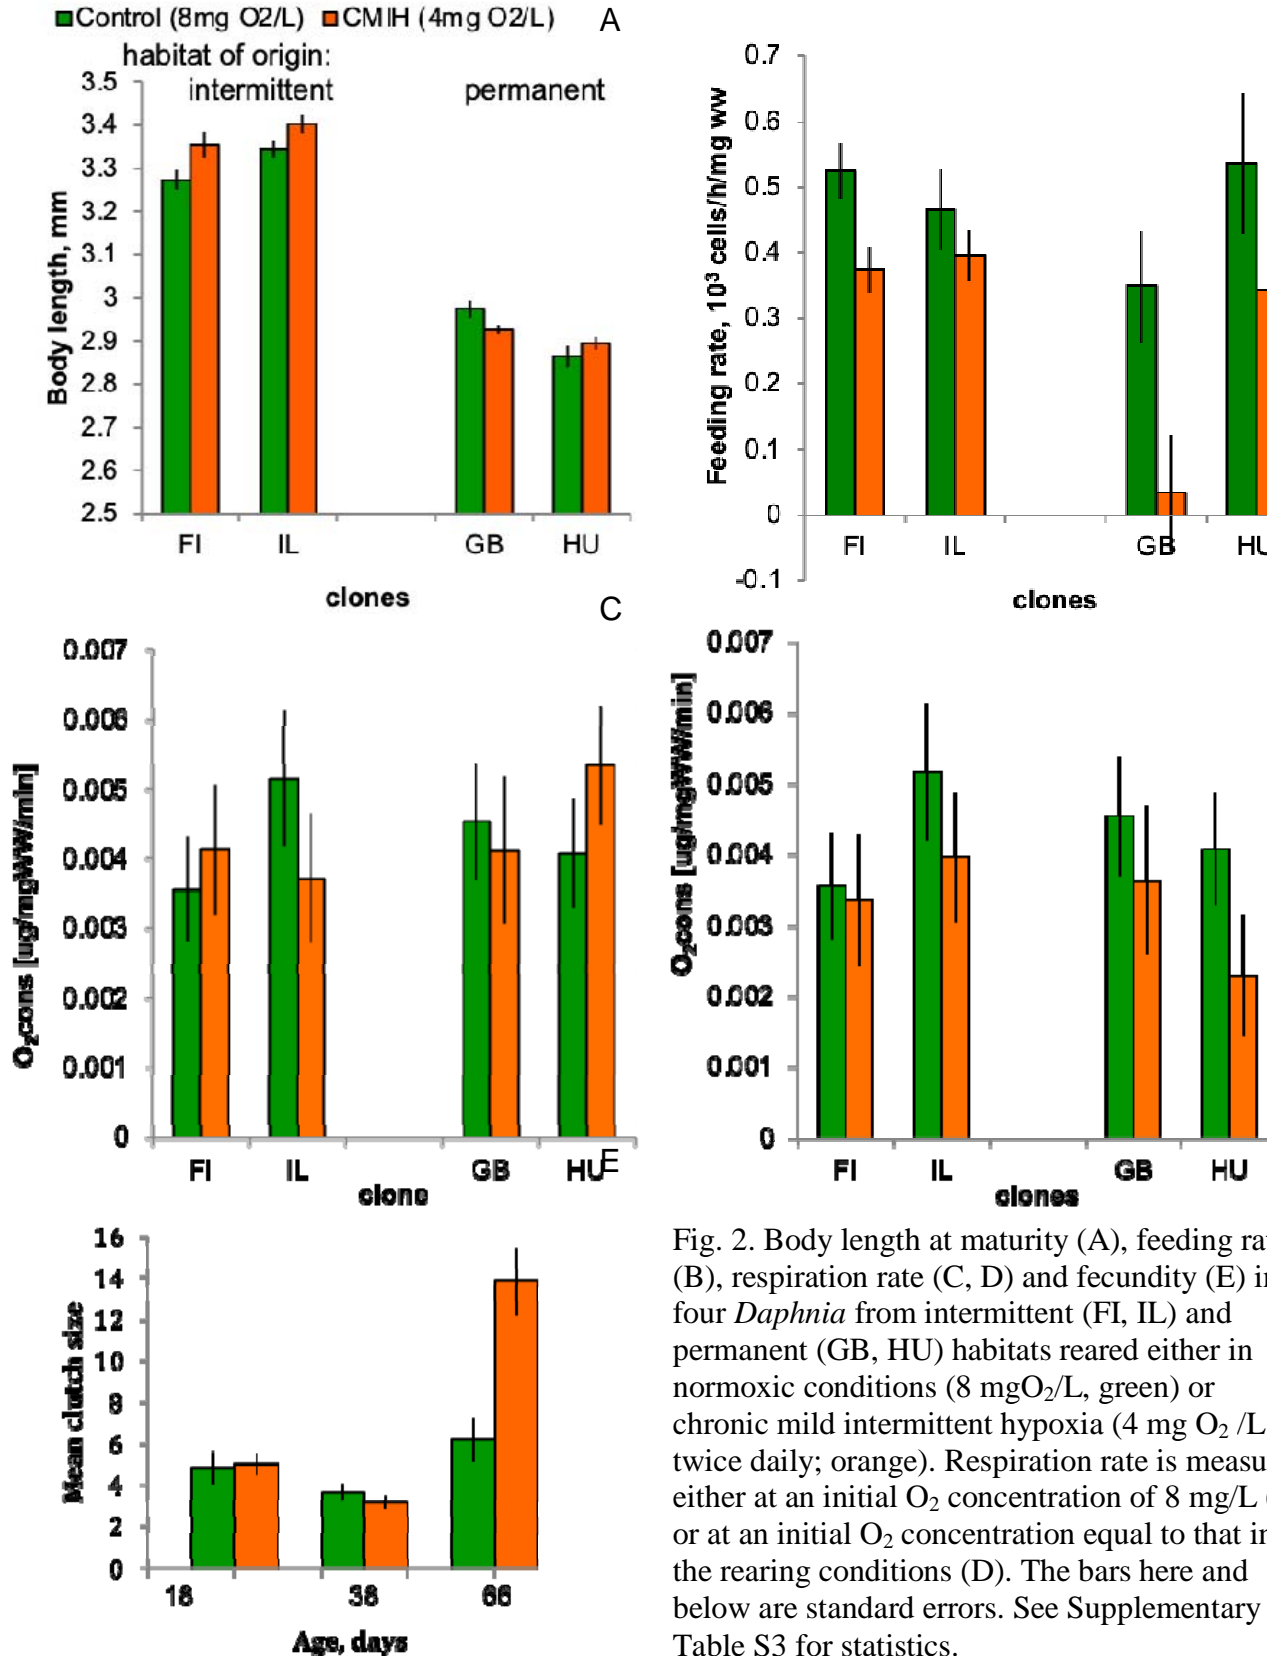 Control (8mg O2/L) CMIH (4mg O2/L)
A
habitat of origin:
intermittent permanent
3.5
3.4
3.3
3.2
3.1
3
2.9
2.8
2.7
2.6
2.5
Body length, mm
FI IL GB HU
clones
0.7
0.6
0.5
0.4
0.3
0.2
0.1
0
-0.1
Feeding rate, 10³ cells/h/mg ww
FI IL GB HU
clones
C
0.007
0.006
0.005
0.004
0.003
0.002
0.001
0
O₂cons [ug/mgWW/min]
FI IL GB HU
clone
0.007
0.006
0.005
0.004
0.003
0.002
0.001
0
O₂cons [ug/mgWW/min]
FI IL GB HU
clones
E
16
14
12
10
8
6
4
2
0
Mean clutch size
18 38 66
Age, days
Fig. 2. Body length at maturity (A), feeding
(B), respiration rate (C, D) and fecundity (E)
four Daphnia from intermittent (FI, IL) and
permanent (GB, HU) habitats reared either in
normoxic conditions (8 mgO₂/L, green) or
chronic mild intermittent hypoxia (4 mg O₂ /L
twice daily; orange). Respiration rate is
either at an initial O₂ concentration of 8 mg/L
or at an initial O₂ concentration equal to that in
the rearing conditions (D). The bars here and
below are standard errors. See Supplementary
Table S3 for statistics.